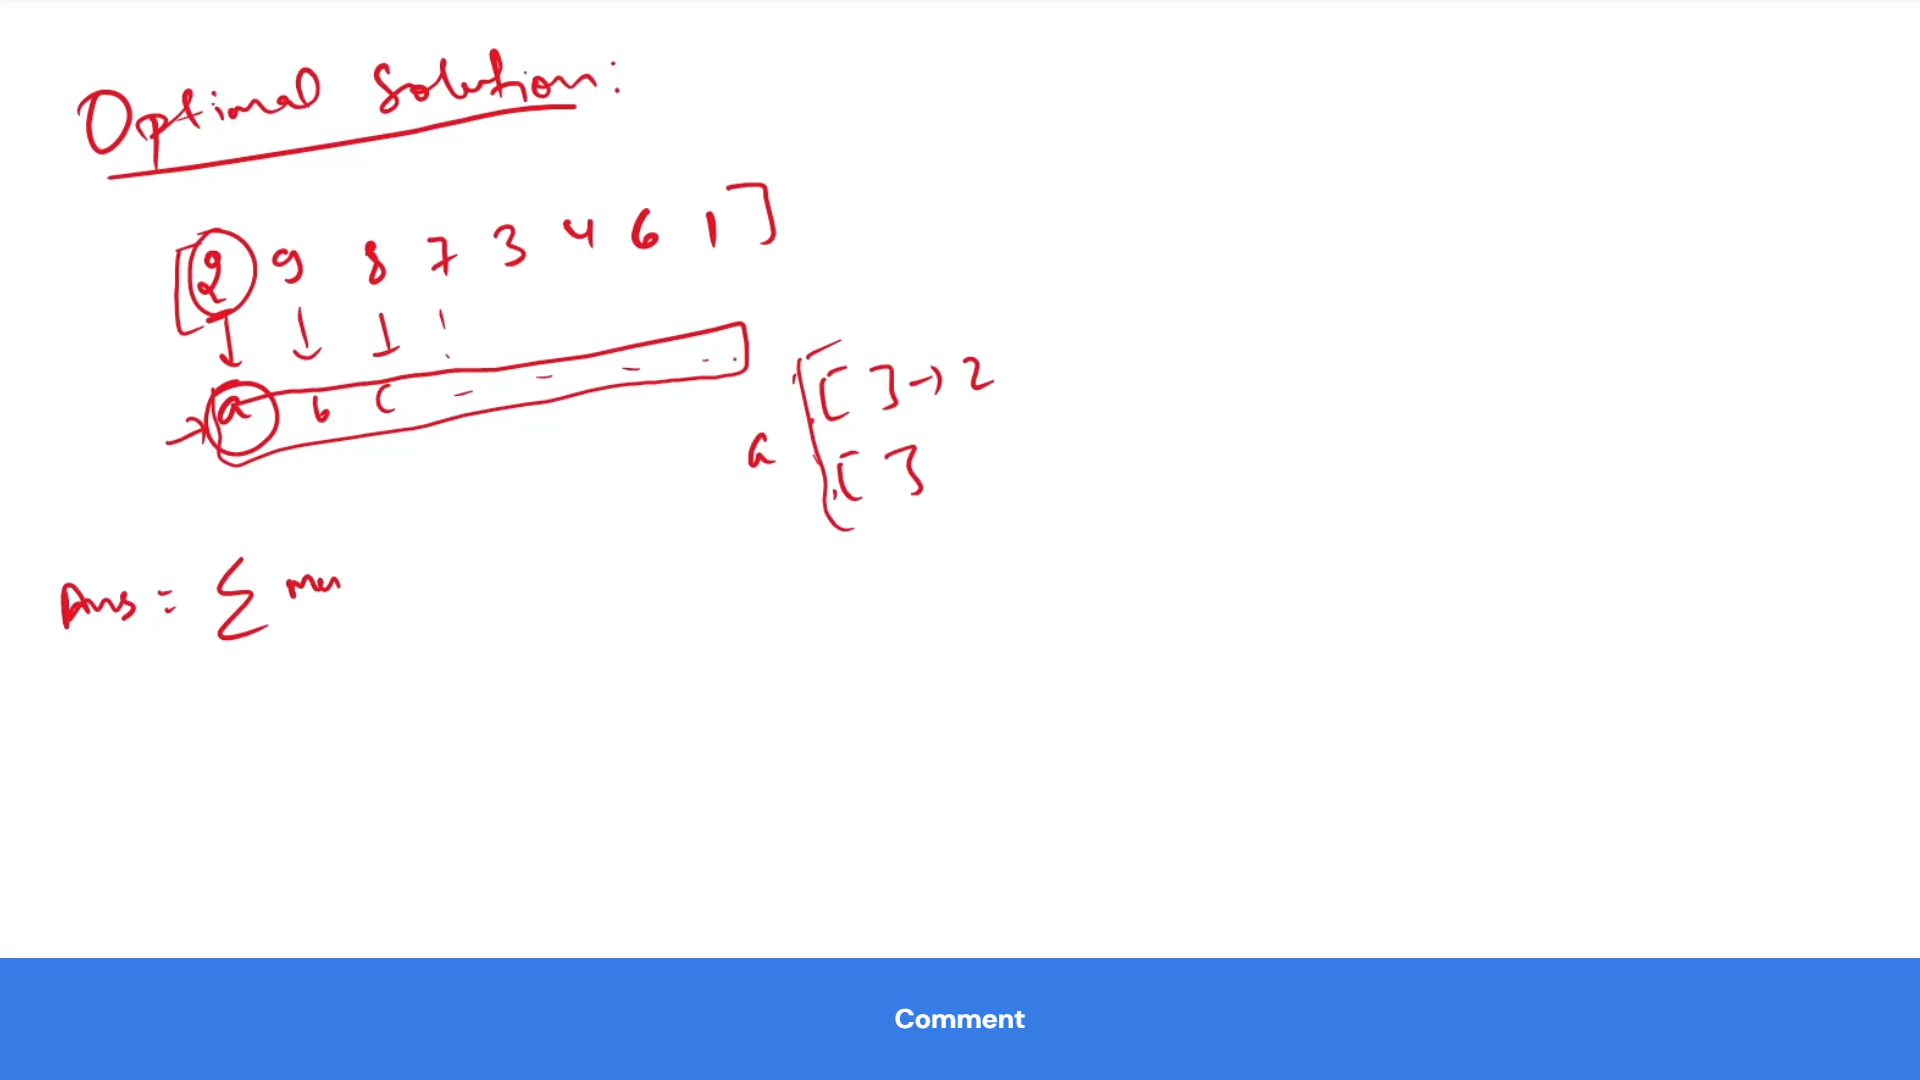 Optimal Solution:
[2 9 8 7 3 4 6 1]
a b c - - - - .
[ ] → 2
a
[ ]
Ans = Σ
Comment